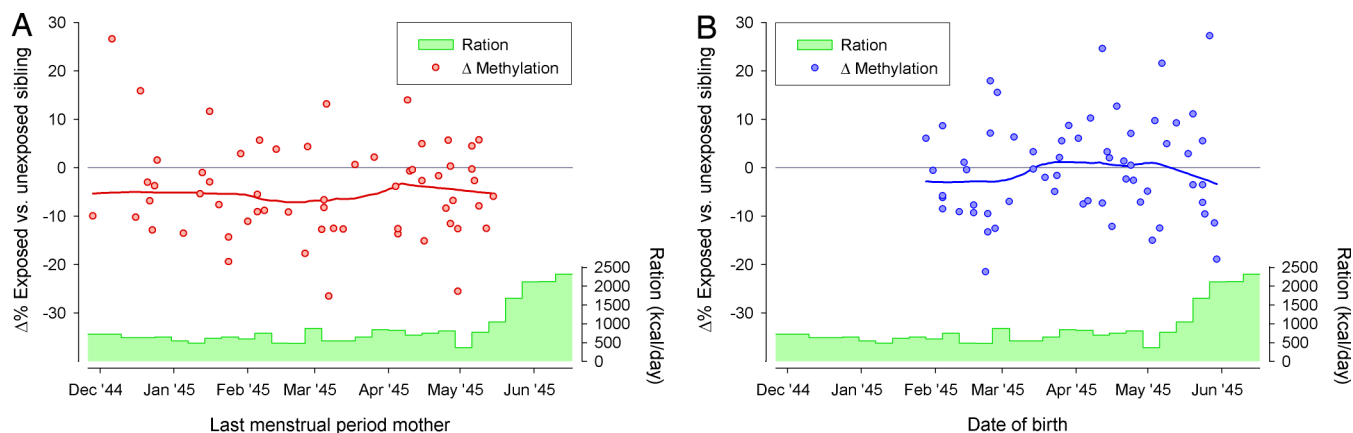 A
Δ% Exposed vs. unexposed sibling
30
20
10
0
-10
-20
-30
Ration
Δ Methylation
2500
2000
1500
1000
500
0
Ration (kcal/day)
Dec '44 Jan '45 Feb '45 Mar '45 Apr '45 May '45 Jun '45
Last menstrual period mother
B
Δ% Exposed vs. unexposed sibling
30
20
10
0
-10
-20
-30
Ration
Δ Methylation
2500
2000
1500
1000
500
0
Ration (kcal/day)
Dec '44 Jan '45 Feb '45 Mar '45 Apr '45 May '45 Jun '45
Date of birth